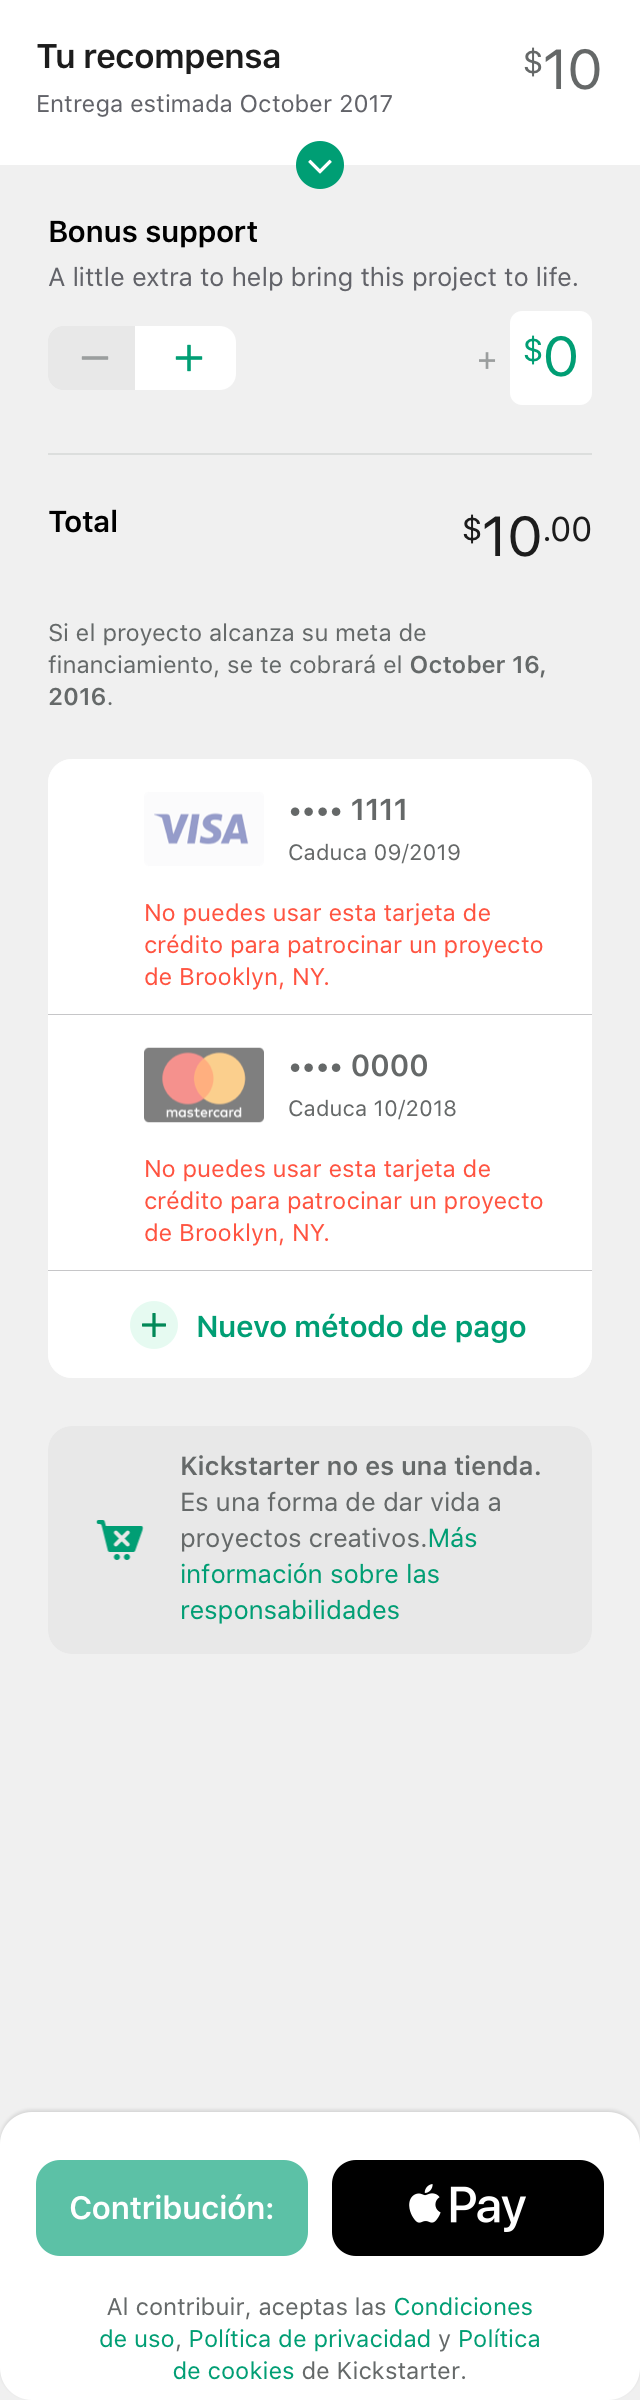 Tu recompensa
$10
Entrega estimada October 2017
Bonus support
A little extra to help bring this project to life.
+ $0
Total
$10.00
Si el proyecto alcanza su meta de
financiamiento, se te cobrará el October 16,
2016.
VISA
•••• 1111
Caduca 09/2019
No puedes usar esta tarjeta de
crédito para patrocinar un proyecto
de Brooklyn, NY.
mastercard
•••• 0000
Caduca 10/2018
No puedes usar esta tarjeta de
crédito para patrocinar un proyecto
de Brooklyn, NY.
Nuevo método de pago
Kickstarter no es una tienda.
Es una forma de dar vida a
proyectos creativos.Más
información sobre las
responsabilidades
Contribución:
Pay
Al contribuir, aceptas las Condiciones
de uso, Política de privacidad y Política
de cookies de Kickstarter.